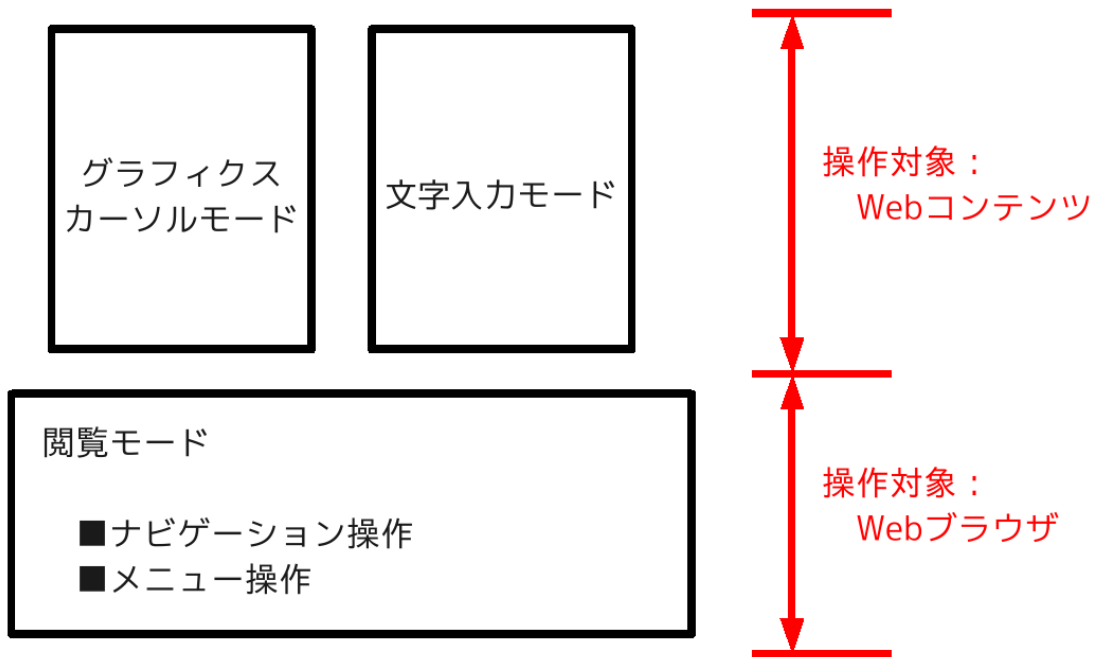 グラフィクス
カーソルモード
文字入力モード
操作対象：
Webコンテンツ
閲覧モード
■ナビゲーション操作
■メニュー操作
操作対象：
Webブラウザ